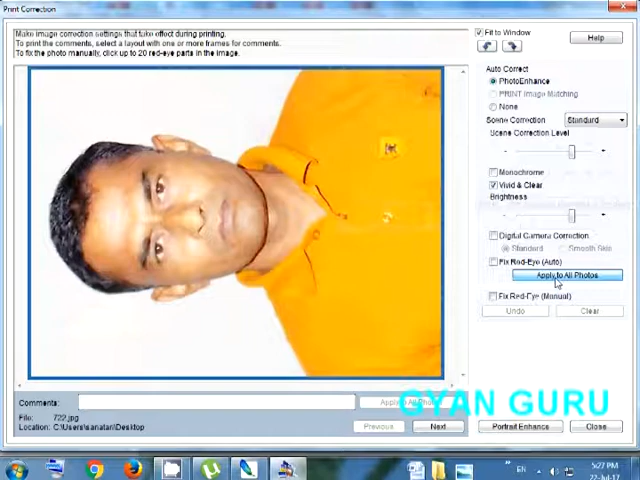 Print Correction
Make image correction settings that take effect during printing.
To print the comments, select a layout with one or more frames for comments.
To fix the photo manually, click up to 20 red-eye parts in the image.
Fit to Window
Help
Auto Correct
PhotoEnhance
PRINT Image Matching
None
Scene Correction
Standard
Scene Correction Level
- +
Monochrome
Vivid & Clear
Brightness
- +
Digital Camera Correction
Standard Smooth Skin
Fix Red-Eye (Auto)
Apply to All Photos
Fix Red-Eye (Manual)
Undo Clear
Comments:
GYAN GURU
File: 722.jpg
Location: C:\Users\sanatan\Desktop
Previous Next Portrait Enhance Close
EN
5:27 PM
22-Jul-17